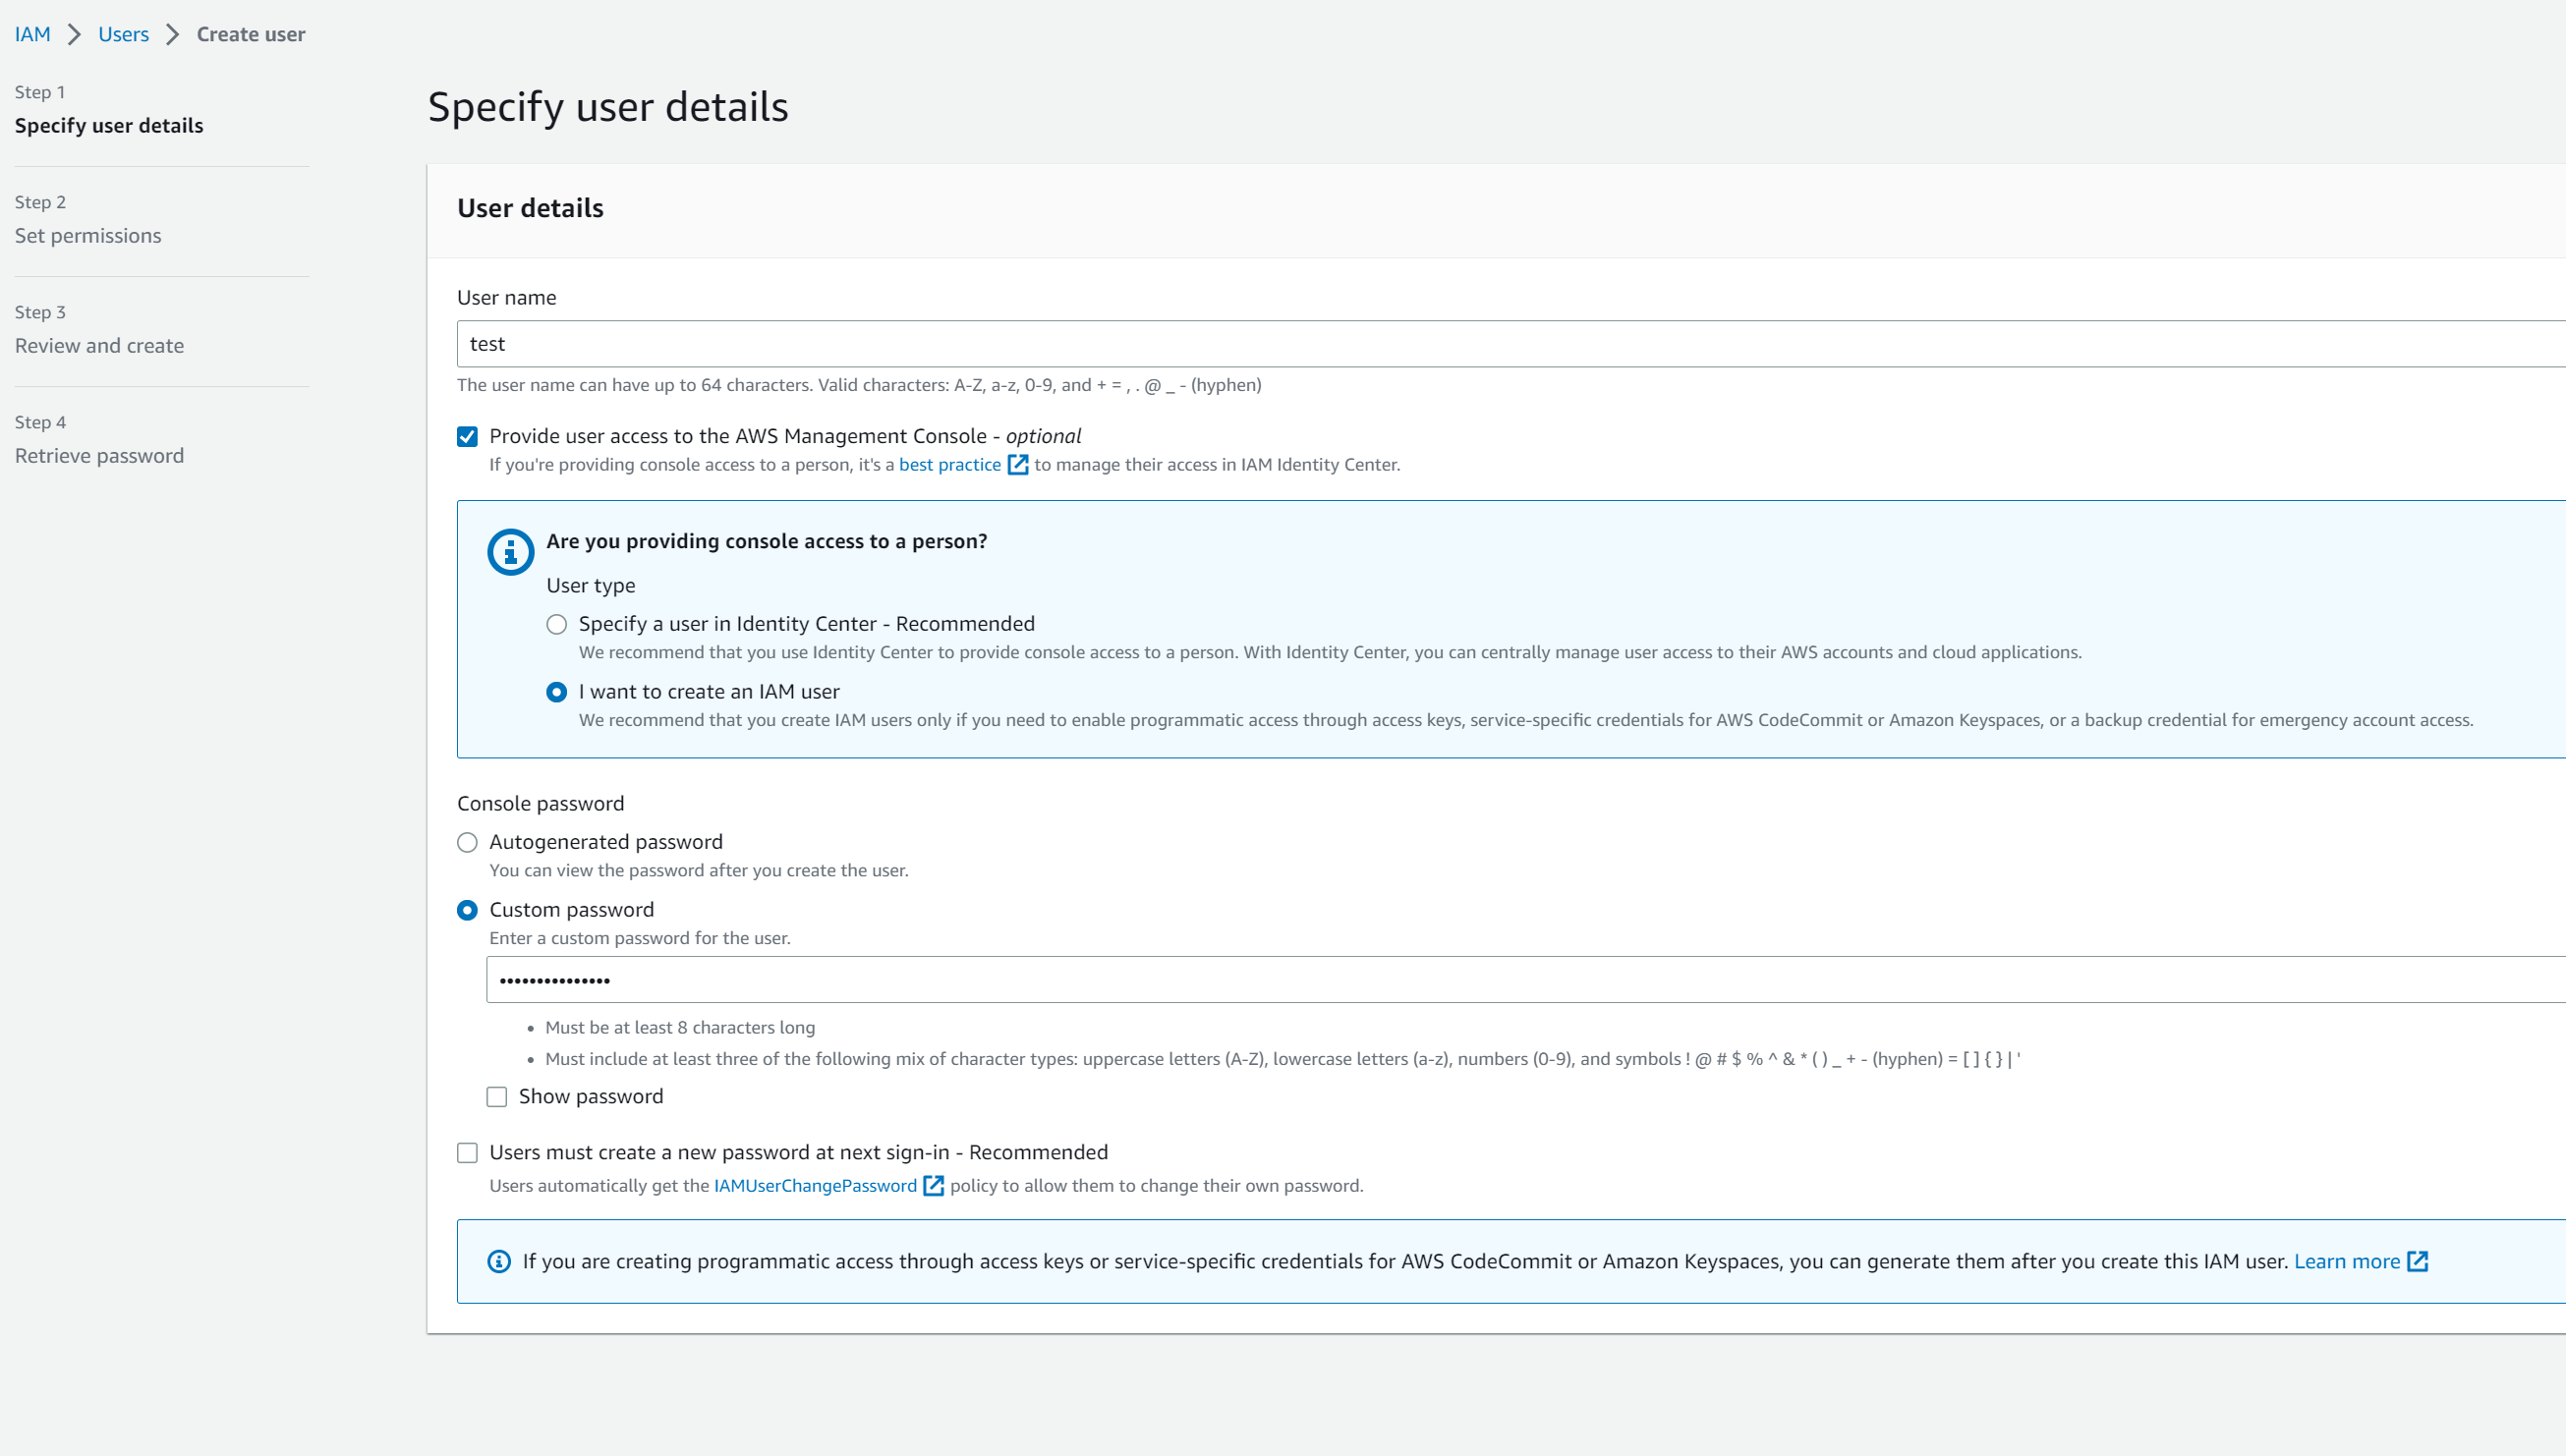 IAM > Users > Create user
Step 1
Specify user details
Step 2
Set permissions
Step 3
Review and create
Step 4
Retrieve password
Specify user details
User details
User name
test
The user name can have up to 64 characters. Valid characters: A-Z, a-z, 0-9, and + = , . @ _ - (hyphen)
Provide user access to the AWS Management Console - optional
If you're providing console access to a person, it's a best practice to manage their access in IAM Identity Center.
Are you providing console access to a person?
User type
Specify a user in Identity Center - Recommended
We recommend that you use Identity Center to provide console access to a person. With Identity Center, you can centrally manage user access to their AWS accounts and cloud applications.
I want to create an IAM user
We recommend that you create IAM users only if you need to enable programmatic access through access keys, service-specific credentials for AWS CodeCommit or Amazon Keyspaces, or a backup credential for emergency account access.
Console password
Autogenerated password
You can view the password after you create the user.
Custom password
Enter a custom password for the user.
•••••••••••••••
• Must be at least 8 characters long
• Must include at least three of the following mix of character types: uppercase letters (A-Z), lowercase letters (a-z), numbers (0-9), and symbols ! @ # $ % ^ & * ( ) _ + - (hyphen) = [ ] { } | '
Show password
Users must create a new password at next sign-in - Recommended
Users automatically get the IAMUserChangePassword policy to allow them to change their own password.
If you are creating programmatic access through access keys or service-specific credentials for AWS CodeCommit or Amazon Keyspaces, you can generate them after you create this IAM user. Learn more